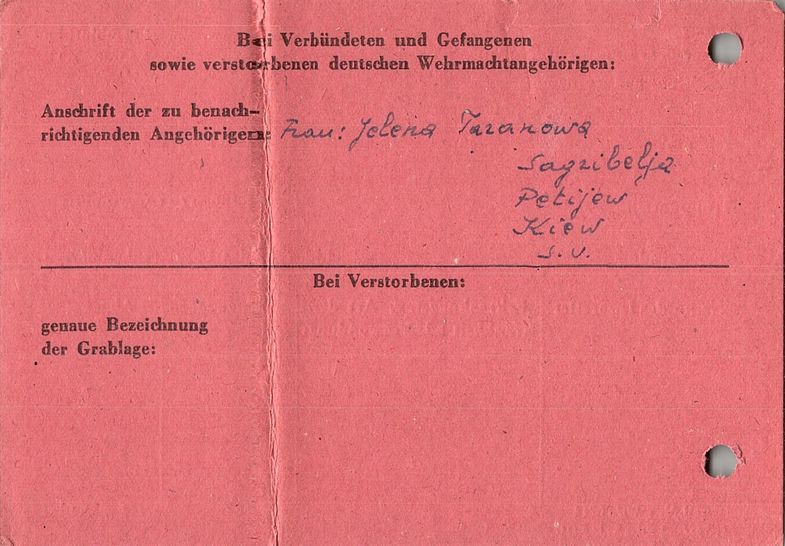 Bei Verbündeten und Gefangenen
sowie verstorbenen deutschen Wehrmachtangehörigen:
Anschrift der zu benach-
richtigenden Angehörigen: Frau: Jelena Taranowa
Sagribelja
Petijew
Kiew
S.U.
Bei Verstorbenen:
genaue Bezeichnung
der Grablage: